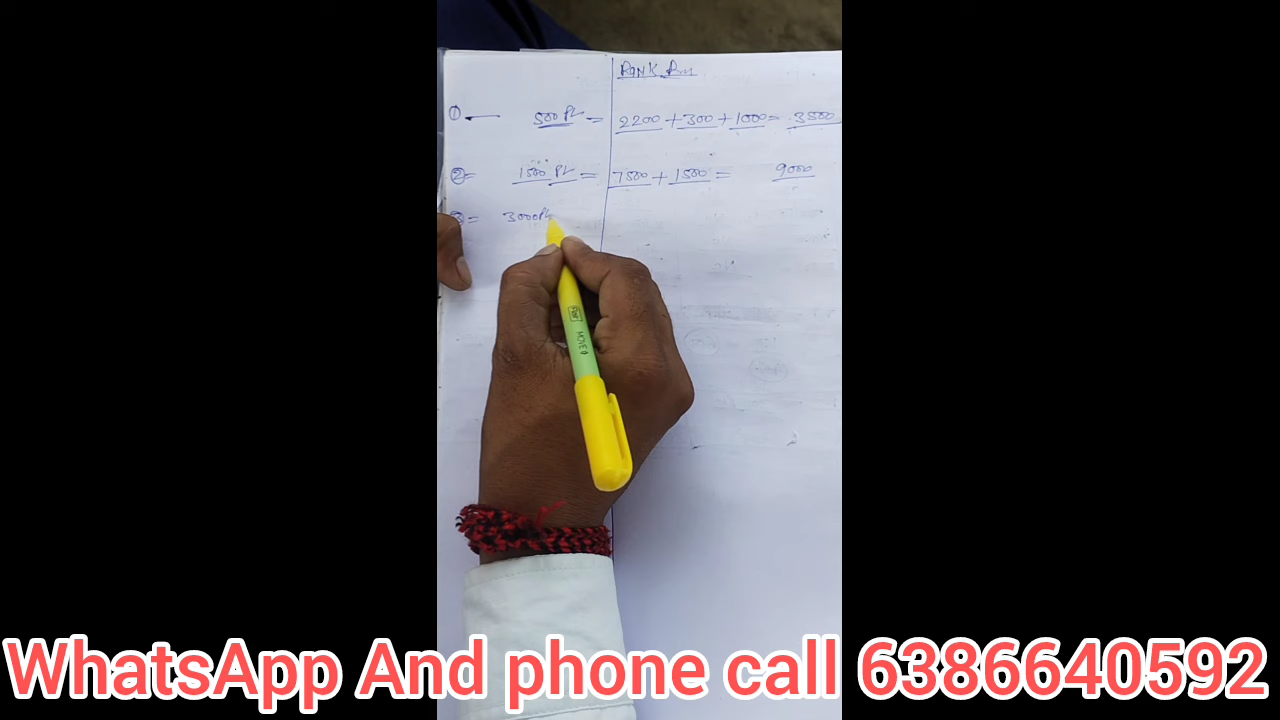 RANK
① — 500 PV = 2200 + 300 + 1000 = 3500
② = 1500 PV = 7500 + 1500 = 9000
③ = 3000 PV
MOVE
WhatsApp And phone call 6386640592